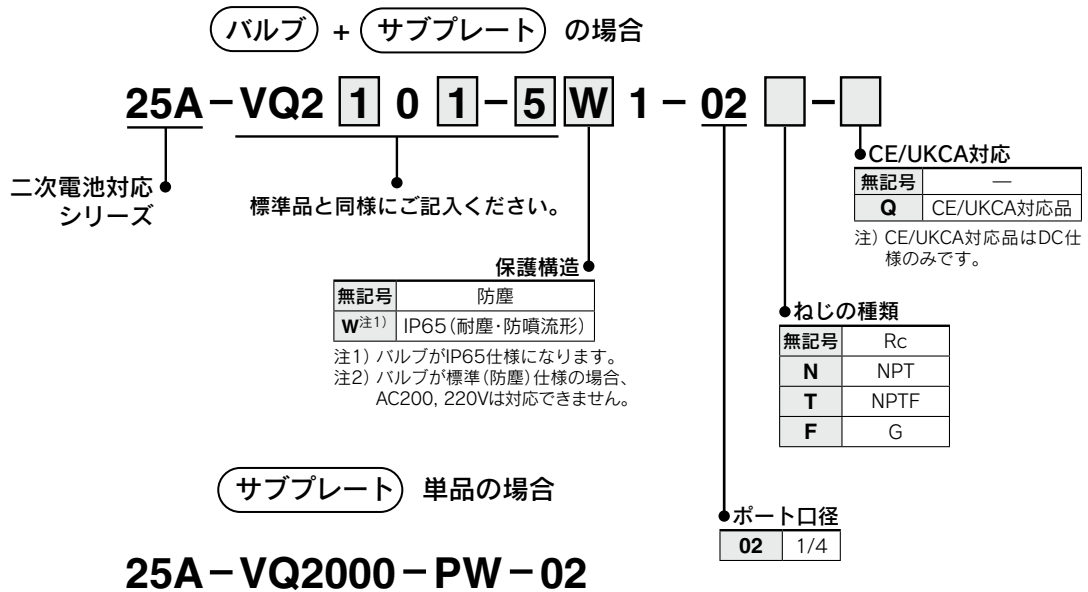 バルブ + サブプレート の場合
25A－VQ2 1 0 1－5 W 1－02 □－□
二次電池対応
シリーズ
標準品と同様にご記入ください。
保護構造
無記号 防塵
W注1) IP65（耐塵・防噴流形）
注1) バルブがIP65仕様になります。
注2) バルブが標準（防塵）仕様の場合、
AC200, 220Vは対応できません。
CE/UKCA対応
無記号 —
Q CE/UKCA対応品
注) CE/UKCA対応品はDC仕
様のみです。
ねじの種類
無記号 Rc
N NPT
T NPTF
F G
ポート口径
02 1/4
サブプレート 単品の場合
25A－VQ2000－PW－02